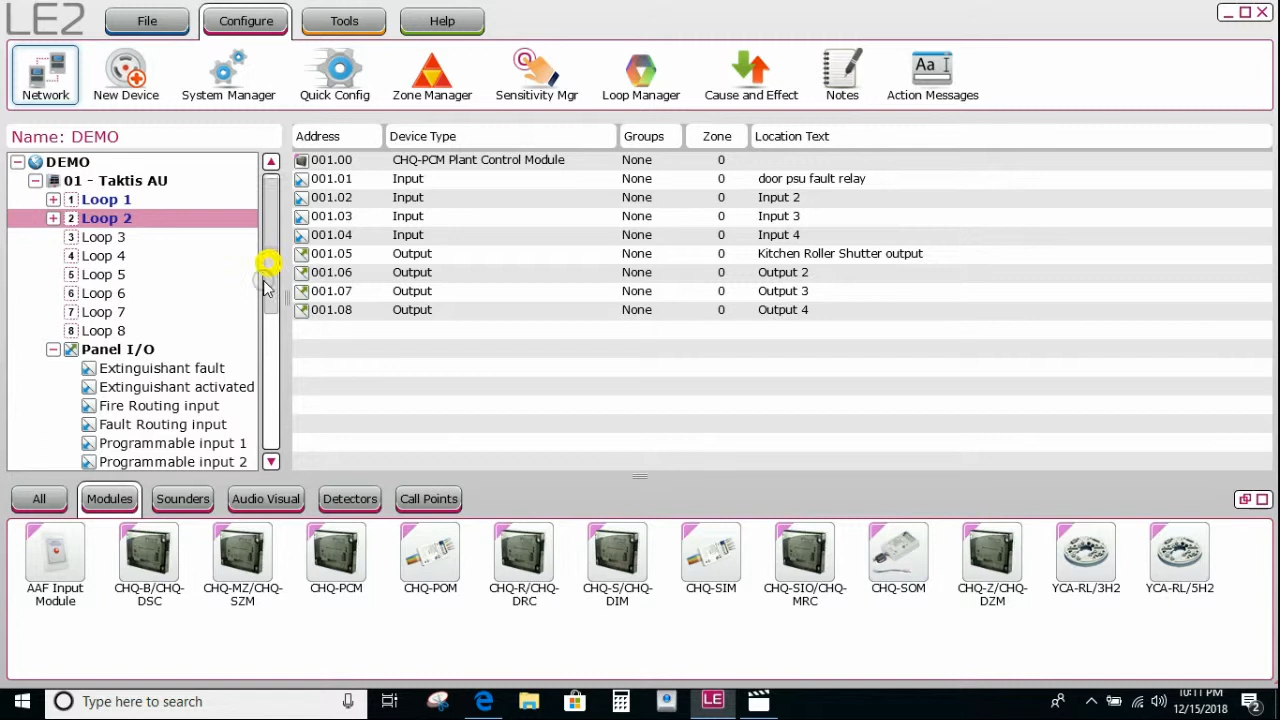 LE2
File
Configure
Tools
Help
Network
New Device
System Manager
Quick Config
Zone Manager
Sensitivity Mgr
Loop Manager
Cause and Effect
Notes
Aa
Action Messages
Name: DEMO
DEMO
01 - Taktis AU
1 Loop 1
2 Loop 2
3 Loop 3
4 Loop 4
5 Loop 5
6 Loop 6
7 Loop 7
8 Loop 8
Panel I/O
Extinguishant fault
Extinguishant activated
Fire Routing input
Fault Routing input
Programmable input 1
Programmable input 2
Address Device Type Groups Zone Location Text
001.00 CHQ-PCM Plant Control Module None 0
001.01 Input None 0 door psu fault relay
001.02 Input None 0 Input 2
001.03 Input None 0 Input 3
001.04 Input None 0 Input 4
001.05 Output None 0 Kitchen Roller Shutter output
001.06 Output None 0 Output 2
001.07 Output None 0 Output 3
001.08 Output None 0 Output 4
All
Modules
Sounders
Audio Visual
Detectors
Call Points
AAF Input
Module
CHQ-B/CHQ-
DSC
CHQ-MZ/CHQ-
SZM
CHQ-PCM
CHQ-POM
CHQ-R/CHQ-
DRC
CHQ-S/CHQ-
DIM
CHQ-SIM
CHQ-SIO/CHQ-
MRC
CHQ-SOM
CHQ-Z/CHQ-
DZM
YCA-RL/3H2
YCA-RL/5H2
Type here to search
LE
10:11 PM
12/15/2018
2